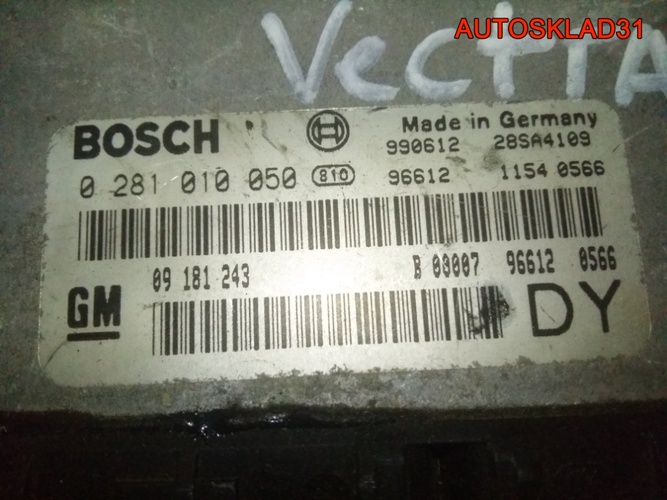 AUTOSKLAD31
Vectra
BOSCH
Made in Germany
990612 28SA4109
0 281 010 050 810 96612 1154 0566
09 181 243 B 03007 96612 0566
GM
DY